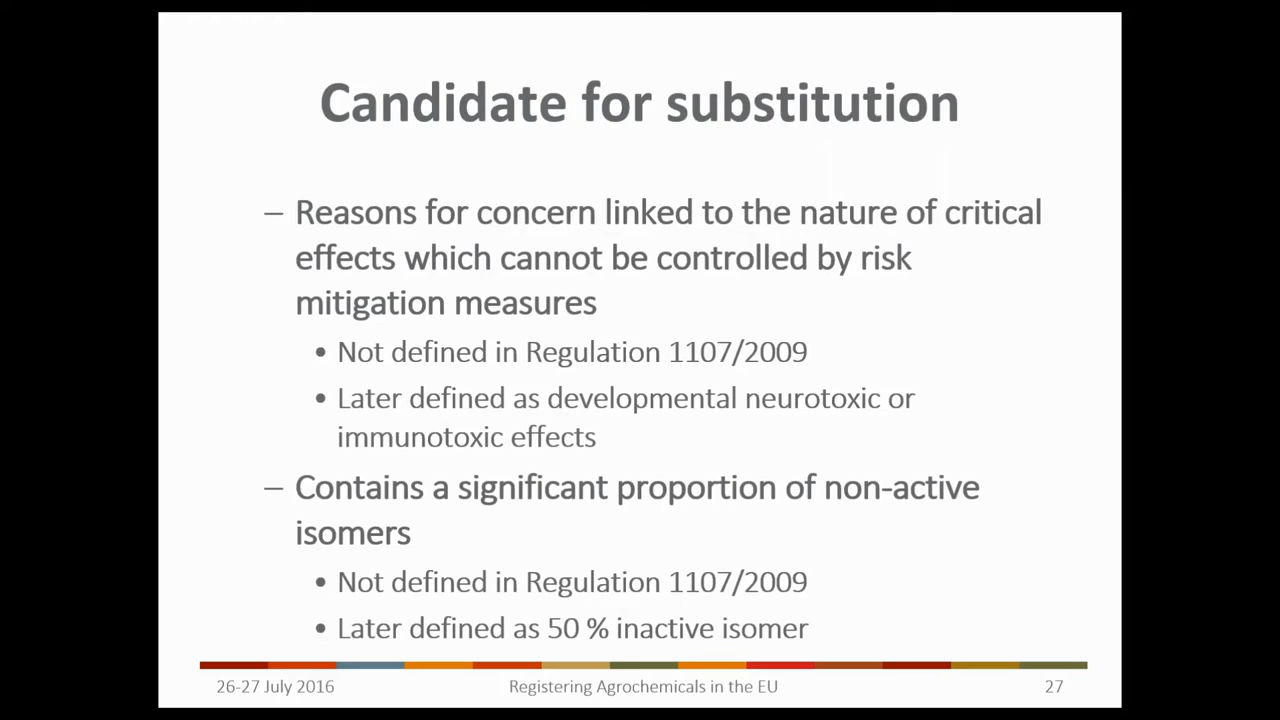 Candidate for substitution
– Reasons for concern linked to the nature of critical
effects which cannot be controlled by risk
mitigation measures
• Not defined in Regulation 1107/2009
• Later defined as developmental neurotoxic or
immunotoxic effects
– Contains a significant proportion of non-active
isomers
• Not defined in Regulation 1107/2009
• Later defined as 50 % inactive isomer
26-27 July 2016 Registering Agrochemicals in the EU 27